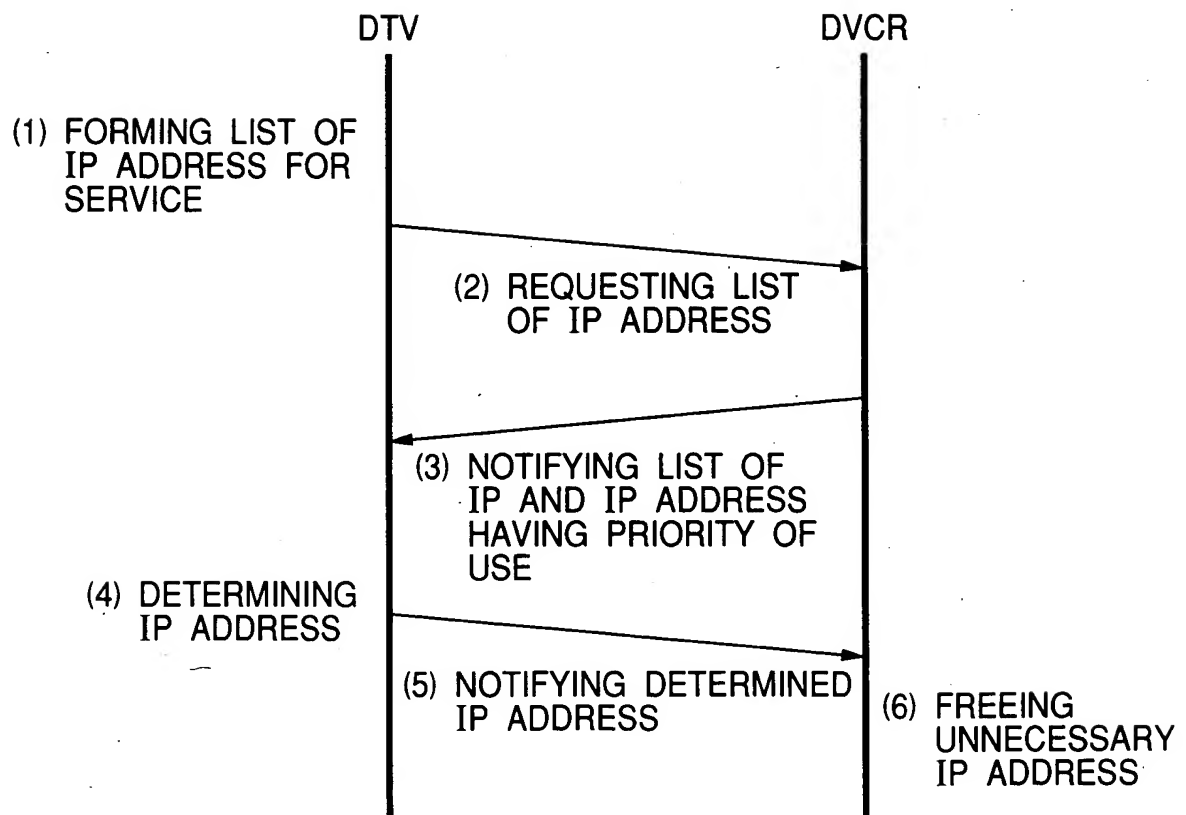 DTV
DVCR
(1) FORMING LIST OF
IP ADDRESS FOR
SERVICE
(2) REQUESTING LIST
OF IP ADDRESS
(3) NOTIFYING LIST OF
IP AND IP ADDRESS
HAVING PRIORITY OF
USE
(4) DETERMINING
IP ADDRESS
(5) NOTIFYING DETERMINED
IP ADDRESS
(6) FREEING
UNNECESSARY
IP ADDRESS